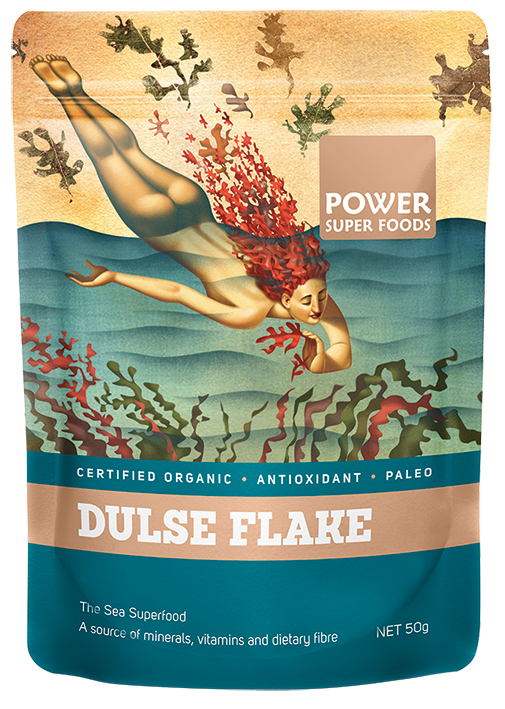 POWER
SUPER FOODS
CERTIFIED ORGANIC • ANTIOXIDANT • PALEO
DULSE FLAKE
The Sea Superfood
A source of minerals, vitamins and dietary fibre
NET 50g